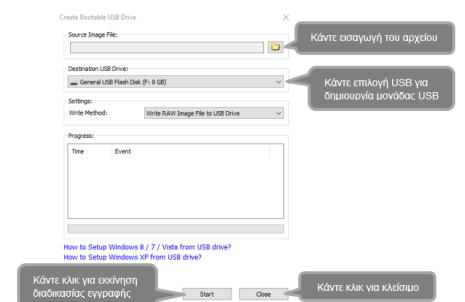 Create Bootable USB Drive
Source Image File:
Κάντε εισαγωγή του αρχείου
Destination USB Drive:
General USB Flash Disk (F: 8 GB)
Κάντε επιλογή USB για
δημιουργία μονάδας USB
Settings:
Write Method:
Write RAW Image File to USB Drive
Progress:
Time Event
How to Setup Windows 8 / 7 / Vista from USB drive?
How to Setup Windows XP from USB drive?
Κάντε κλικ για εκκίνηση
διαδικασίας εγγραφής
Start
Close
Κάντε κλικ για κλείσιμο